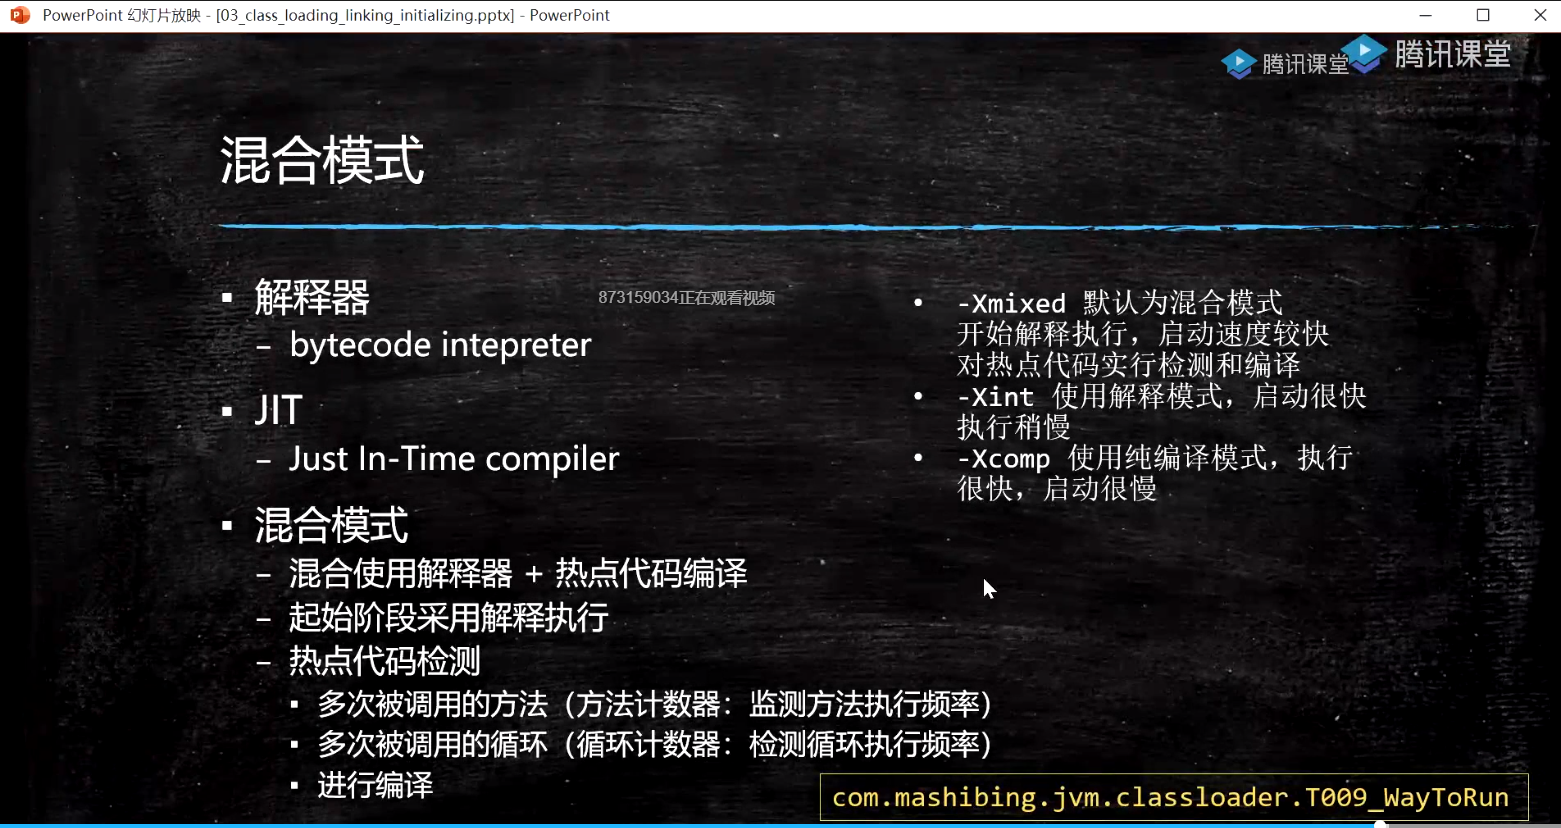 PowerPoint 幻灯片放映 - [03_class_loading_linking_initializing.pptx] - PowerPoint
腾讯课堂
腾讯课堂
混合模式
解释器
873159034正在观看视频
– bytecode intepreter
▪ JIT
– Just In-Time compiler
▪ 混合模式
– 混合使用解释器 + 热点代码编译
– 起始阶段采用解释执行
– 热点代码检测
▪ 多次被调用的方法（方法计数器：监测方法执行频率）
▪ 多次被调用的循环（循环计数器：检测循环执行频率）
▪ 进行编译
• -Xmixed 默认为混合模式
开始解释执行，启动速度较快
对热点代码实行检测和编译
• -Xint 使用解释模式，启动很快
执行稍慢
• -Xcomp 使用纯编译模式，执行
很快，启动很慢
com.mashibing.jvm.classloader.T009_WayToRun